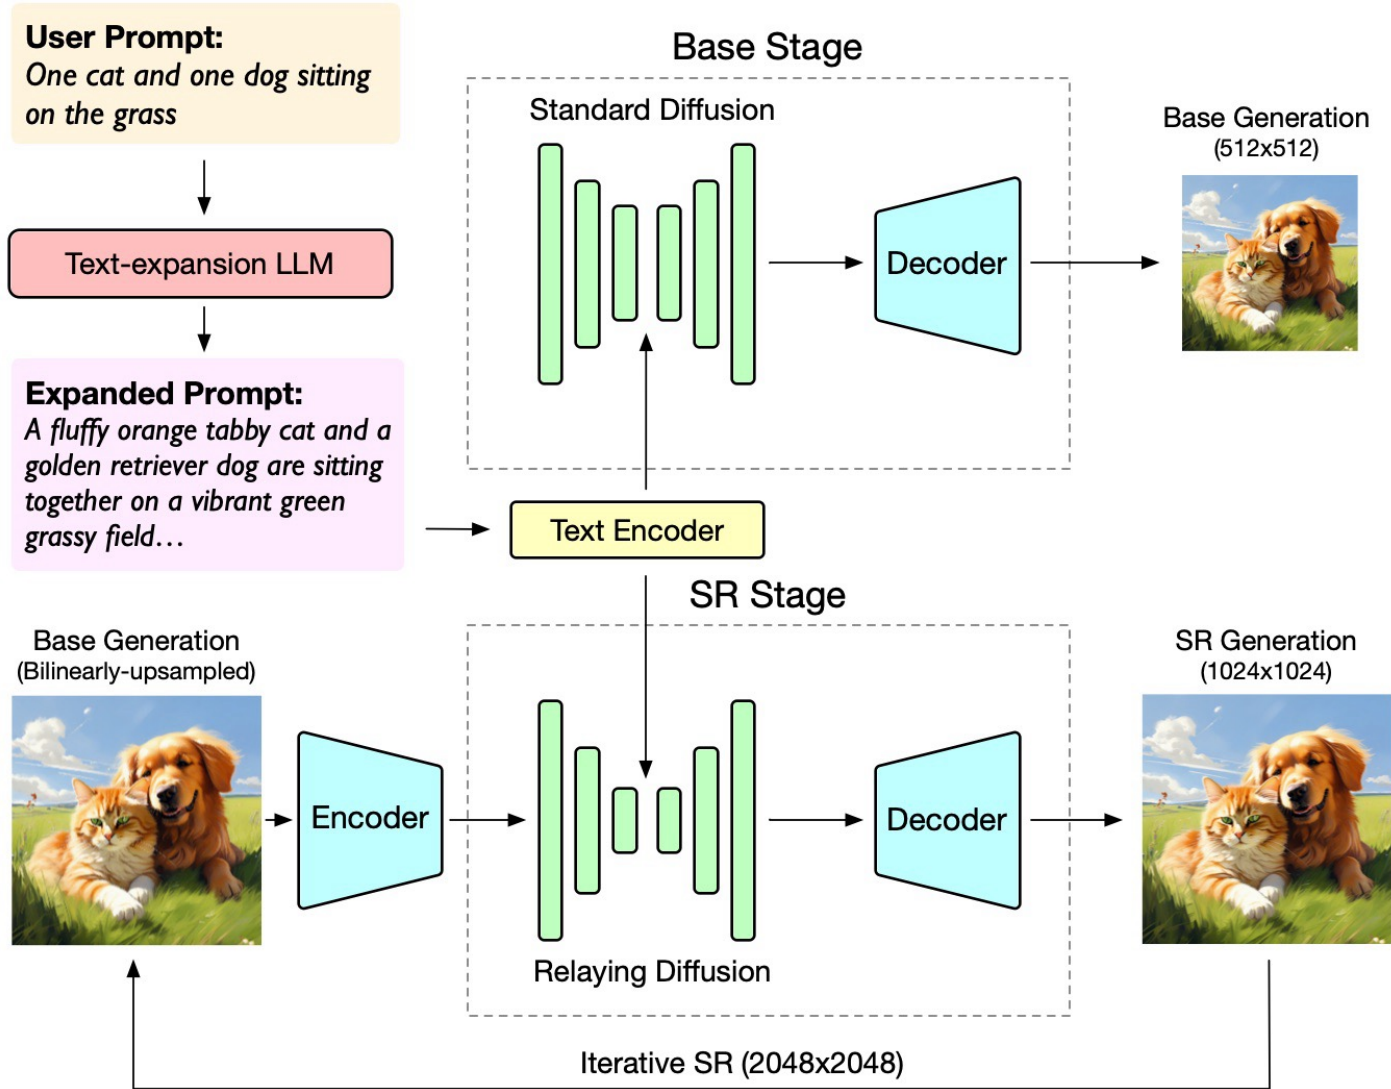 User Prompt:
One cat and one dog sitting
on the grass
Text-expansion LLM
Expanded Prompt:
A fluffy orange tabby cat and a
golden retriever dog are sitting
together on a vibrant green
grassy field...
Base Stage
Standard Diffusion
Decoder
Base Generation
(512x512)
Text Encoder
SR Stage
Base Generation
(Bilinearly-upsampled)
Encoder
Relaying Diffusion
Decoder
SR Generation
(1024x1024)
Iterative SR (2048x2048)